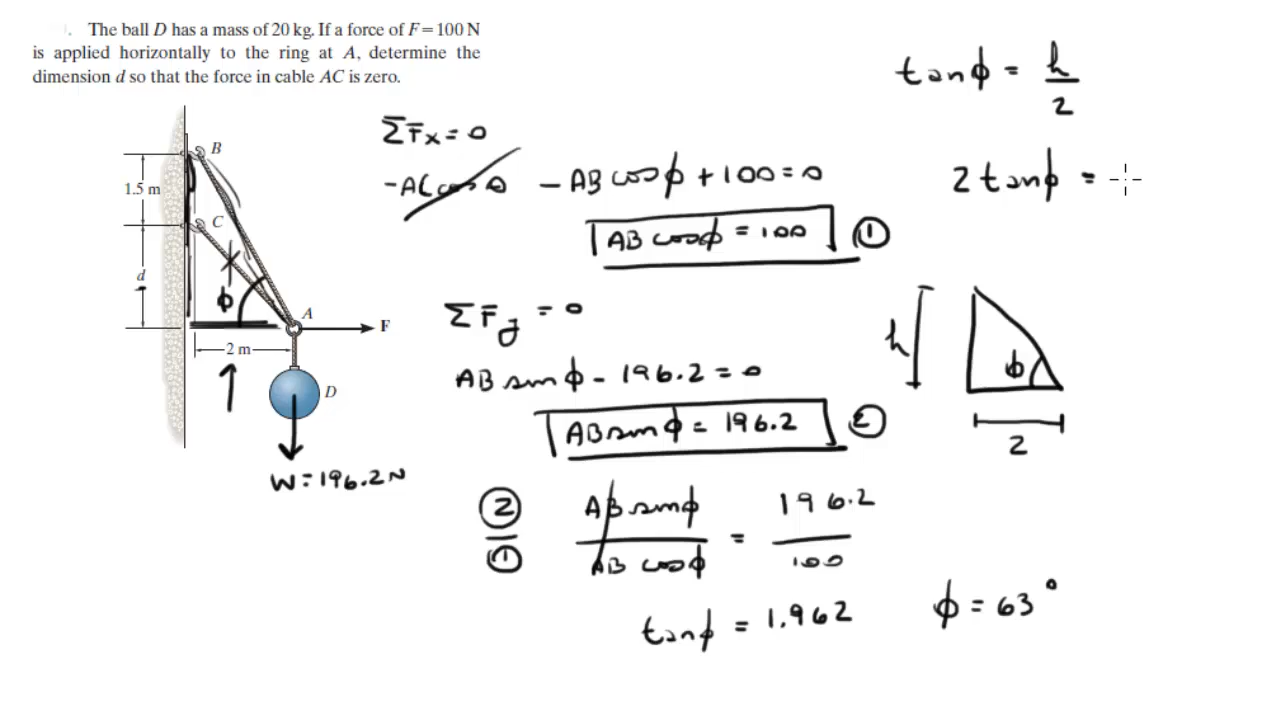 . The ball D has a mass of 20 kg. If a force of F = 100 N
is applied horizontally to the ring at A, determine the
dimension d so that the force in cable AC is zero.
B
1.5 m
C
d
ϕ
A
F
2 m
D
W = 196.2 N
ΣFx = 0
-AC cos θ - AB cos ϕ + 100 = 0
AB cos ϕ = 100 ①
ΣFy = 0
AB sin ϕ - 196.2 = 0
AB sin ϕ = 196.2 ②
② / ① AB sin ϕ / AB cos ϕ = 196.2 / 100
tan ϕ = 1.962
ϕ = 63°
tan ϕ = h / 2
2 tan ϕ =
h
ϕ
2